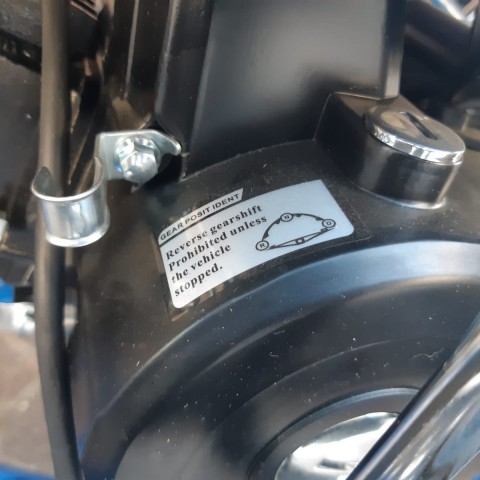 GEAR POSIT IDENT
Reverse gearshift
Prohibited unless
the vehicle
stopped.
R